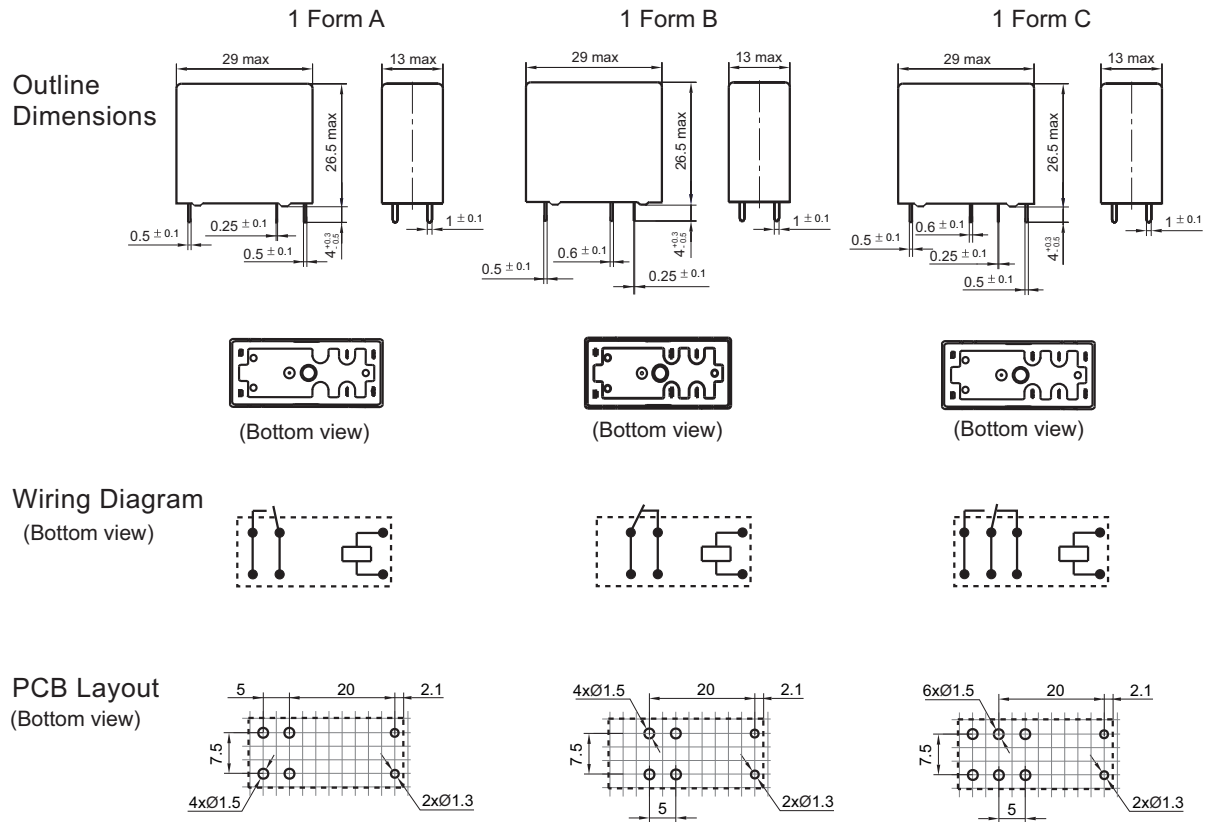 1 Form A
1 Form B
1 Form C
Outline
Dimensions
29 max
13 max
26.5 max
0.5 ± 0.1
0.25 ± 0.1
0.5 ± 0.1
4 +0.3 -0.5
1 ± 0.1
29 max
13 max
26.5 max
0.5 ± 0.1
0.6 ± 0.1
0.25 ± 0.1
4 +0.3 -0.5
1 ± 0.1
29 max
13 max
26.5 max
0.6 ± 0.1
0.5 ± 0.1
0.25 ± 0.1
0.5 ± 0.1
4 +0.3 -0.5
1 ± 0.1
(Bottom view)
(Bottom view)
(Bottom view)
Wiring Diagram
(Bottom view)
PCB Layout
(Bottom view)
5
20
2.1
7.5
4xØ1.5
2xØ1.3
4xØ1.5
20
2.1
7.5
5
2xØ1.3
6xØ1.5
20
2.1
7.5
5
2xØ1.3